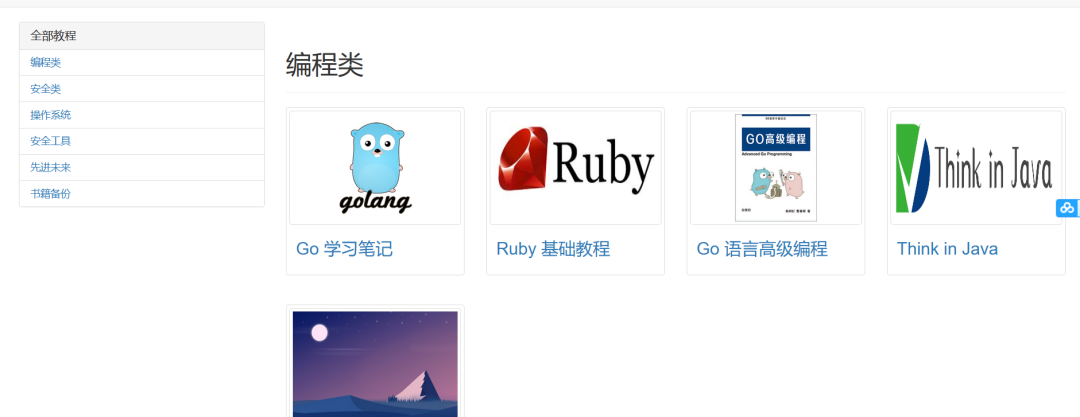 全部教程
编程类
安全类
操作系统
安全工具
先进未来
书籍备份
编程类
golang
Go 学习笔记
Ruby
Ruby 基础教程
GO高级编程
Advanced Go Programming
Go 语言高级编程
Think in Java
Think in Java